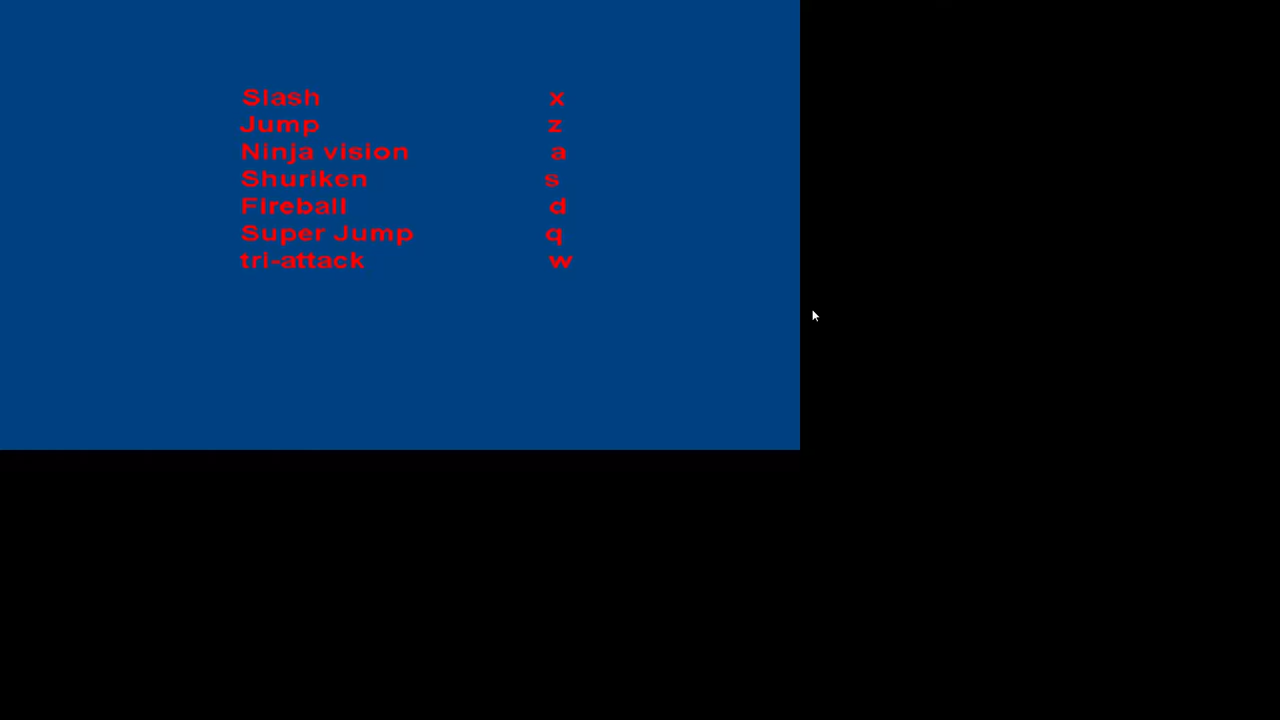 Slash x
Jump z
Ninja vision a
Shuriken s
Fireball d
Super Jump q
tri-attack w